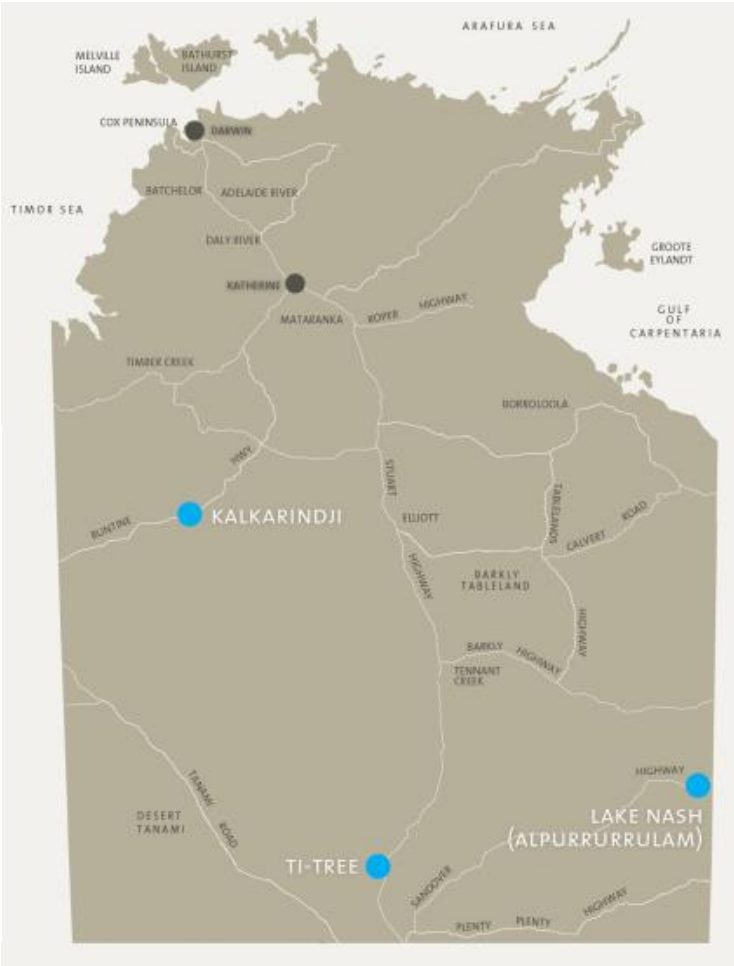 ARAFURA SEA
MELVILLE
ISLAND
BATHURST
ISLAND
COX PENINSULA
DARWIN
BATCHELOR
ADELAIDE RIVER
TIMOR SEA
DALY RIVER
GROOTE
EYLANDT
KATHERINE
MATARANKA
ROPER
HIGHWAY
GULF
OF
CARPENTARIA
TIMBER CREEK
BORROLOOLA
HWY
BUNTINE
KALKARINDJI
STUART
HIGHWAY
ELLIOTT
TABLELANDS
HIGHWAY
CALVERT
ROAD
BARKLY
TABLELAND
BARKLY
HIGHWAY
TENNANT
CREEK
TANAMI
ROAD
DESERT
TANAMI
HIGHWAY
LAKE NASH
(ALPURRURRULAM)
TI-TREE
SANDOVER
PLENTY
PLENTY
HIGHWAY